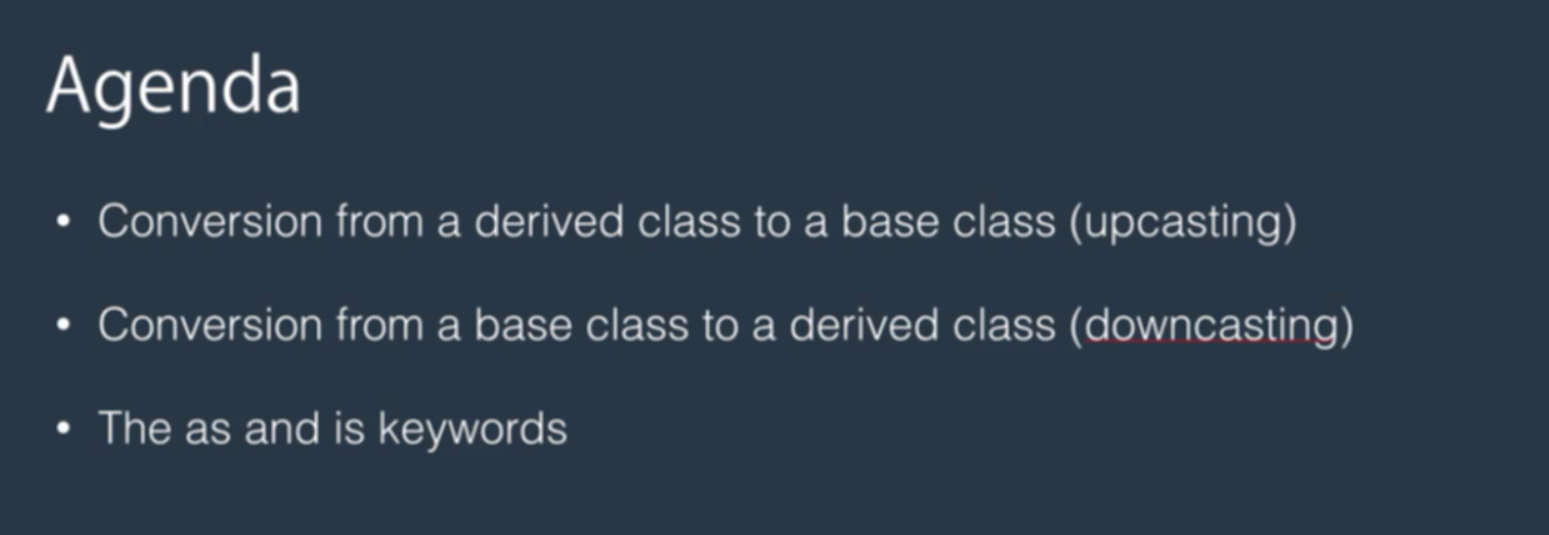 Agenda
• Conversion from a derived class to a base class (upcasting)
• Conversion from a base class to a derived class (downcasting)
• The as and is keywords